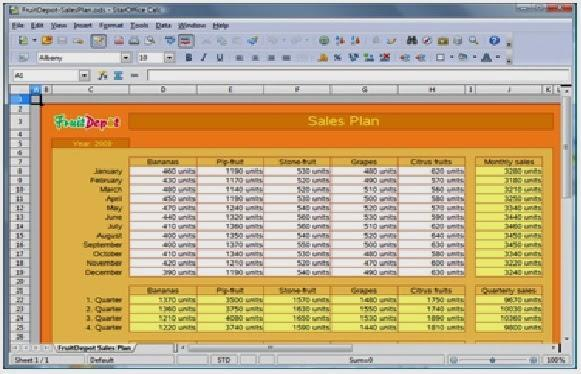 FruitDepot-SalesPlan.ods - StarOffice Calc
File Edit View Insert Format Tools Data Window Help
Albany 10
A1
A B C D E F G H I J K L
FruitDepot Sales Plan
Year: 2008
Bananas Pip-fruit Stone-fruit Grapes Citrus fruits Monthly sales
January 460 units 1190 units 530 units 480 units 620 units 3280 units
February 430 units 1170 units 520 units 490 units 570 units 3180 units
March 480 units 1140 units 520 units 510 units 560 units 3210 units
April 450 units 1190 units 530 units 500 units 580 units 3250 units
May 470 units 1240 units 540 units 520 units 570 units 3340 units
June 440 units 1320 units 560 units 530 units 590 units 3440 units
July 410 units 1360 units 560 units 510 units 620 units 3460 units
August 400 units 1350 units 540 units 520 units 640 units 3450 units
September 400 units 1370 units 550 units 500 units 630 units 3450 units
October 410 units 1340 units 530 units 480 units 580 units 3340 units
November 420 units 1210 units 520 units 470 units 600 units 3220 units
December 390 units 1190 units 540 units 490 units 630 units 3240 units
Bananas Pip-fruit Stone-fruit Grapes Citrus fruits Quarterly sales
1. Quarter 1370 units 3500 units 1570 units 1480 units 1750 units 9670 units
2. Quarter 1360 units 3750 units 1630 units 1550 units 1740 units 10030 units
3. Quarter 1210 units 4080 units 1650 units 1530 units 1890 units 10360 units
4. Quarter 1220 units 3740 units 1590 units 1440 units 1810 units 9800 units
FruitDepot Sales Plan
Sheet 1 / 1 Default STD Sum=0 100%